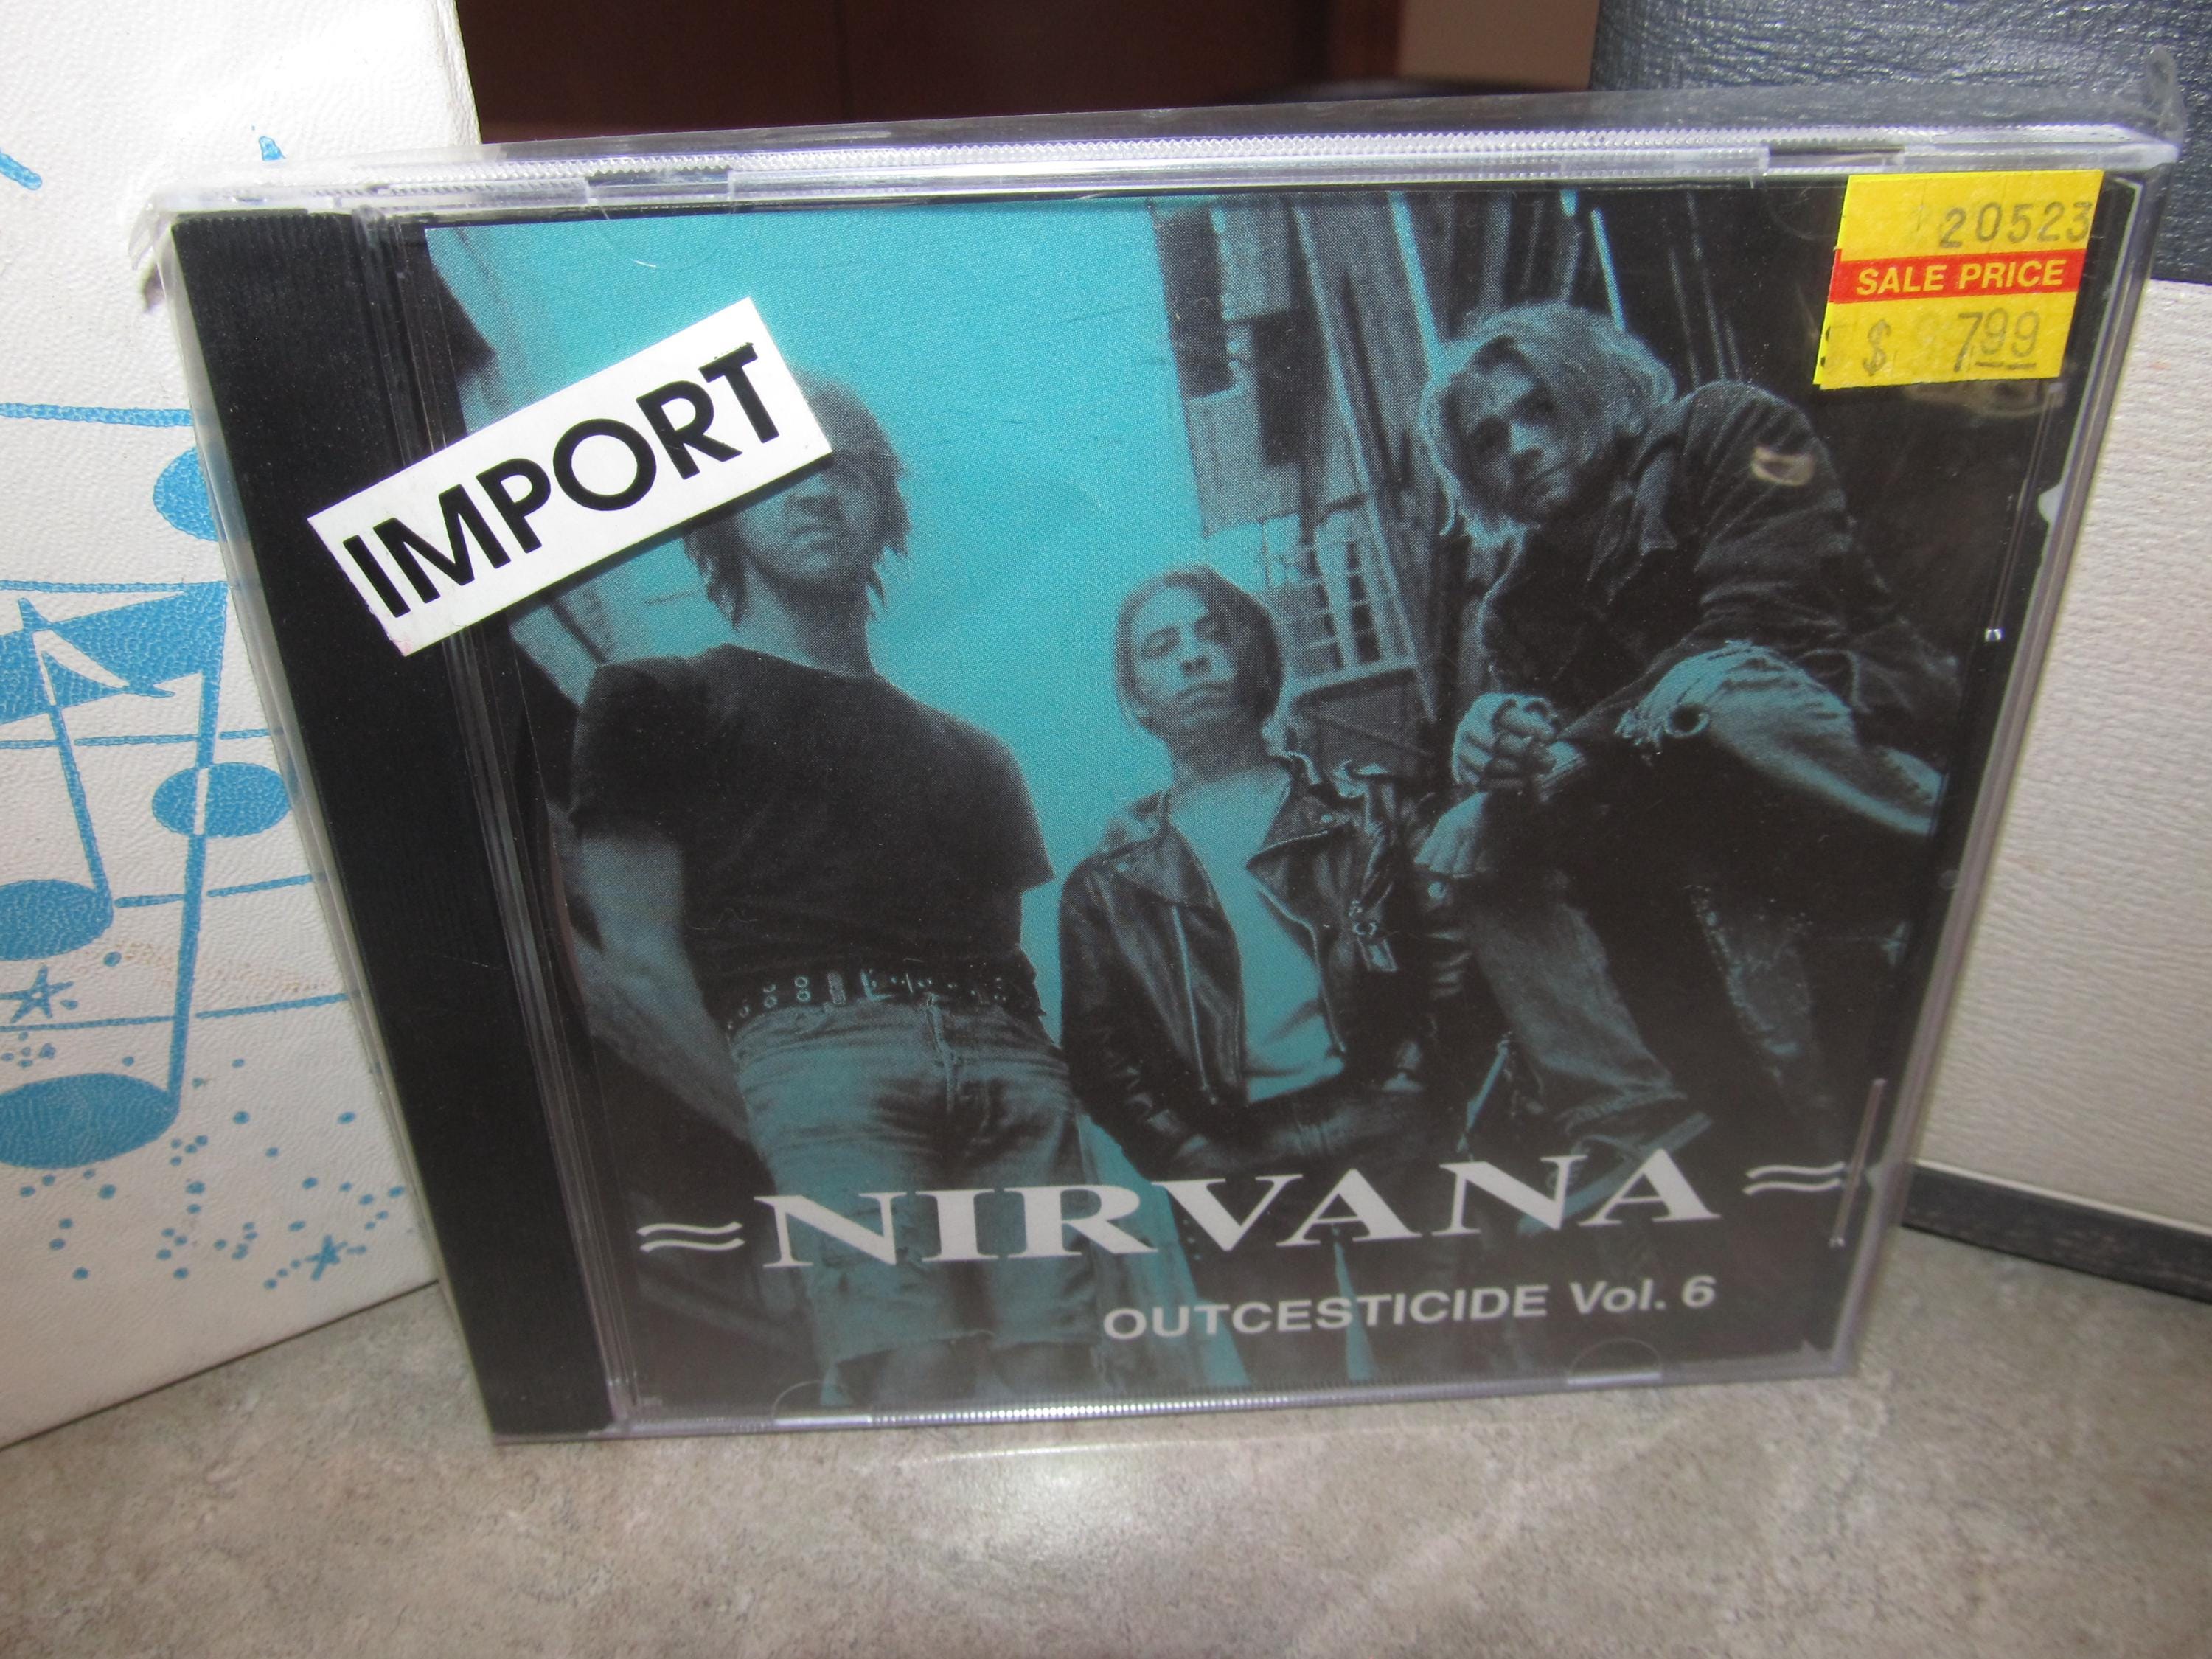 20523
SALE PRICE
$ 7.99
IMPORT
≈NIRVANA≈
OUTCESTICIDE Vol. 6